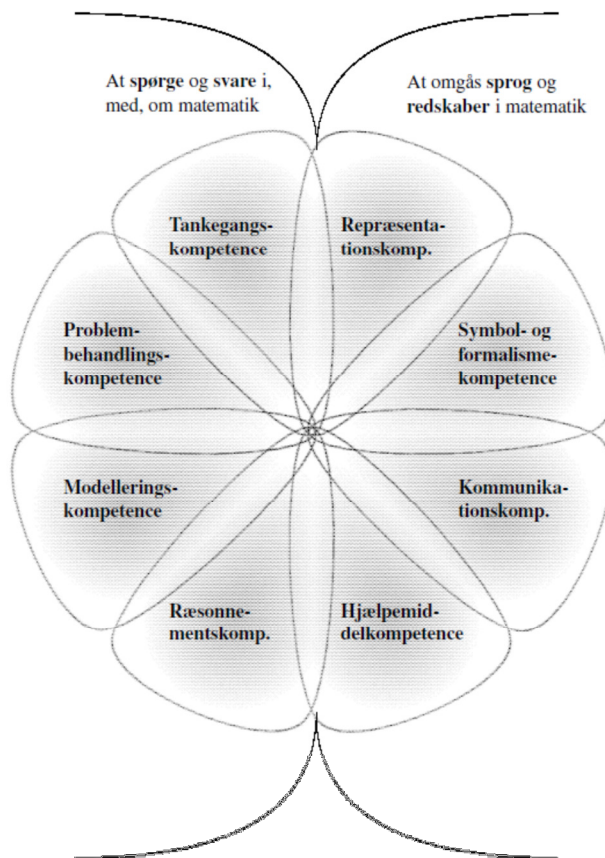 At spørge og svare i,
med, om matematik
At omgås sprog og
redskaber i matematik
Tankegangs-
kompetence
Repræsenta-
tionskomp.
Problem-
behandlings-
kompetence
Symbol- og
formalisme-
kompetence
Modellerings-
kompetence
Kommunika-
tionskomp.
Ræsonne-
mentskomp.
Hjælpemid-
delkompetence